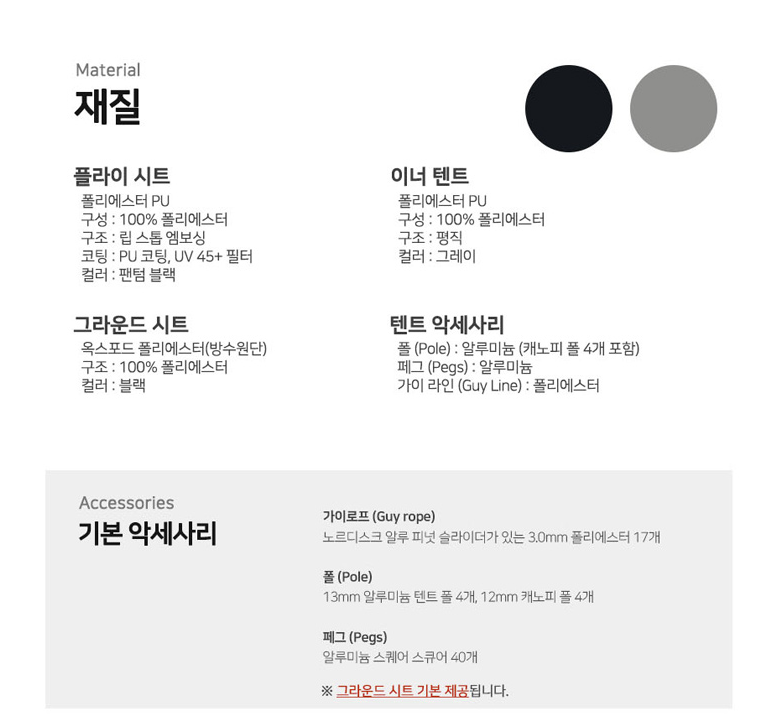 Material
재질
플라이 시트
폴리에스터 PU
구성 : 100% 폴리에스터
구조 : 립 스톱 엠보싱
코팅 : PU 코팅, UV 45+ 필터
컬러 : 팬텀 블랙
이너 텐트
폴리에스터 PU
구성 : 100% 폴리에스터
구조 : 평직
컬러 : 그레이
그라운드 시트
옥스포드 폴리에스터(방수원단)
구조 : 100% 폴리에스터
컬러 : 블랙
텐트 악세사리
폴 (Pole) : 알루미늄 (캐노피 폴 4개 포함)
페그 (Pegs) : 알루미늄
가이 라인 (Guy Line) : 폴리에스터
Accessories
기본 악세사리
가이로프 (Guy rope)
노르디스크 알루 피넛 슬라이더가 있는 3.0mm 폴리에스터 17개
폴 (Pole)
13mm 알루미늄 텐트 폴 4개, 12mm 캐노피 폴 4개
페그 (Pegs)
알루미늄 스퀘어 스큐어 40개
※ 그라운드 시트 기본 제공됩니다.